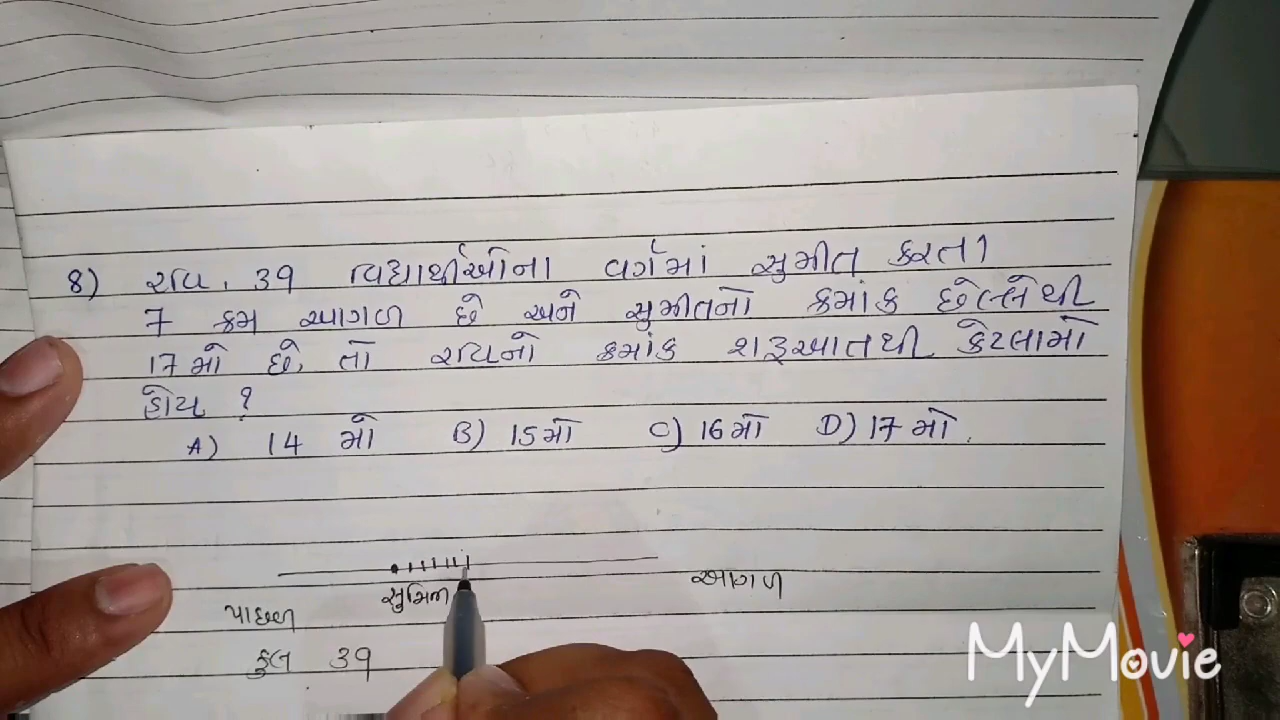 8) રવિ, 39 વિદ્યાર્થીઓના વર્ગમાં સુમીત કરતા
7 ક્રમ આગળ છે અને સુમીતનો ક્રમાંક છેલ્લેથી
17મો છે, તો રવિનો ક્રમાંક શરૂઆતથી કેટલામો
હોય ?
A) 14 મો B) 15મો C) 16મો D) 17 મો.
સુમિત
આગળ
પાછળ
કુલ 39
MyMovie